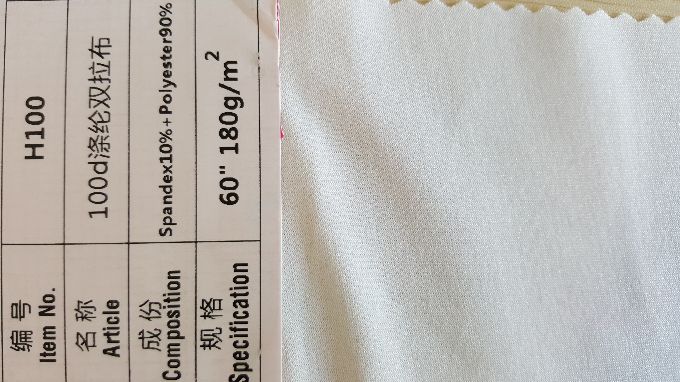 编号 H100
Item No.
名称 100d涤纶双拉布
Article
成份 Spandex10%+Polyester90%
Composition
规格 60" 180g/m²
Specification